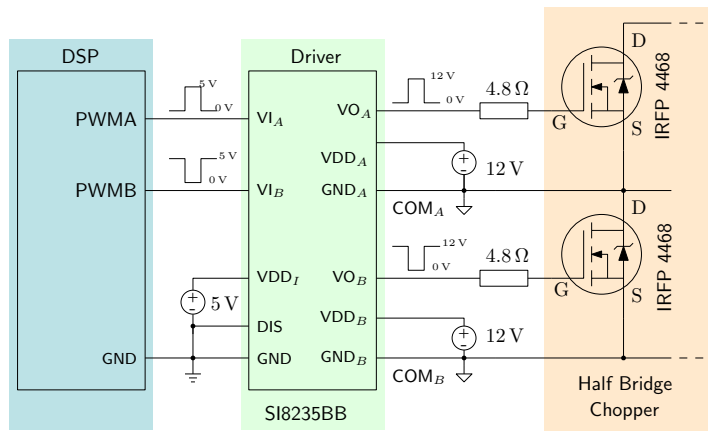 DSP
Driver
PWMA
5 V
0 V
VI_A
VO_A
12 V
0 V
4.8 Ω
G
D
S
IRFP 4468
PWMB
5 V
0 V
VI_B
VDD_A
12 V
GND_A
COM_A
VDD_I
5 V
VO_B
12 V
0 V
4.8 Ω
G
D
S
IRFP 4468
DIS
VDD_B
12 V
GND
GND
GND_B
COM_B
SI8235BB
Half Bridge
Chopper